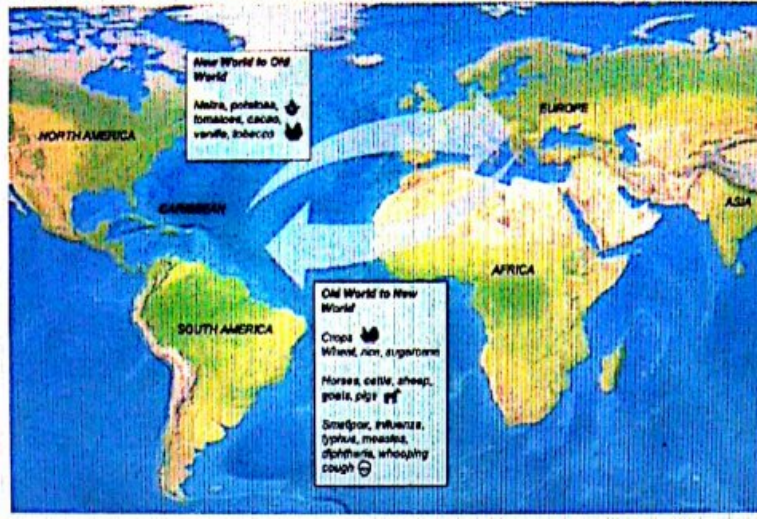 New World to Old
World
Maize, potatoes,
tomatoes, cacao,
vanilla, tobacco
NORTH AMERICA
EUROPE
CARIBBEAN
ASIA
AFRICA
SOUTH AMERICA
Old World to New
World
Crops
Wheat, rice, sugarcane
Horses, cattle, sheep,
goats, pigs
Smallpox, influenza,
typhus, measles,
diphtheria, whooping
cough